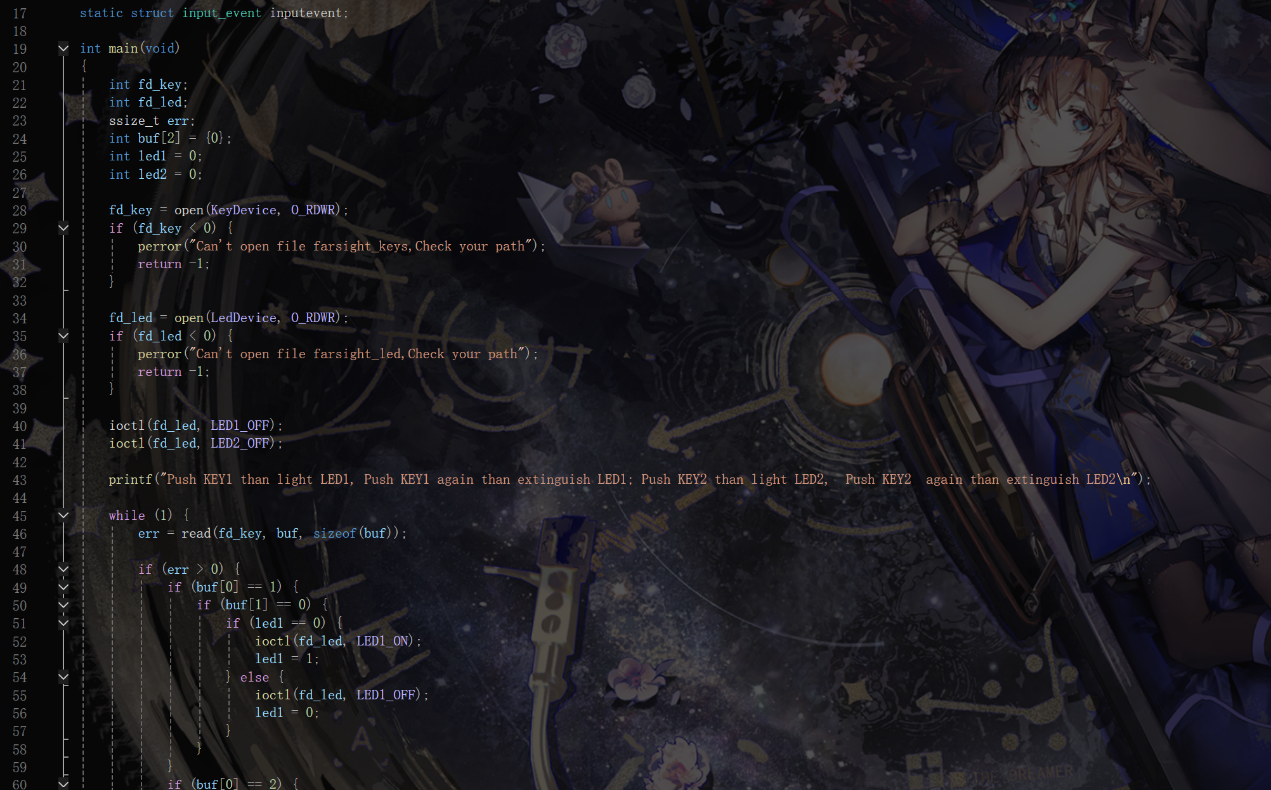 17 static struct input_event inputevent;
18
19 int main(void)
20 {
21 int fd_key;
22 int fd_led;
23 ssize_t err;
24 int buf[2] = {0};
25 int led1 = 0;
26 int led2 = 0;
27
28 fd_key = open(KeyDevice, O_RDWR);
29 if (fd_key < 0) {
30 perror("Can't open file farsight_keys,Check your path");
31 return -1;
32 }
33
34 fd_led = open(LedDevice, O_RDWR);
35 if (fd_led < 0) {
36 perror("Can't open file farsight_led,Check your path");
37 return -1;
38 }
39
40 ioctl(fd_led, LED1_OFF);
41 ioctl(fd_led, LED2_OFF);
42
43 printf("Push KEY1 than light LED1, Push KEY1 again than extinguish LED1; Push KEY2 than light LED2,  Push KEY2  again than extinguish LED2\n");
44
45 while (1) {
46 err = read(fd_key, buf, sizeof(buf));
47
48 if (err > 0) {
49 if (buf[0] == 1) {
50 if (buf[1] == 0) {
51 if (led1 == 0) {
52 ioctl(fd_led, LED1_ON);
53 led1 = 1;
54 } else {
55 ioctl(fd_led, LED1_OFF);
56 led1 = 0;
57 }
58 }
59 }
60 if (buf[0] == 2) {